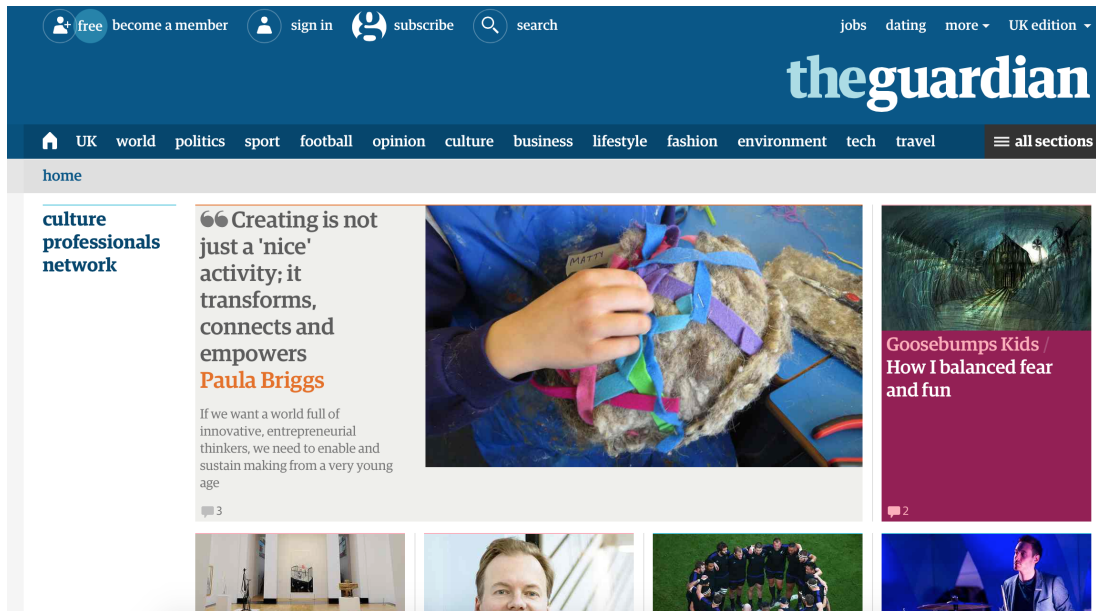 free become a member sign in subscribe search jobs dating more UK edition
theguardian
UK world politics sport football opinion culture business lifestyle fashion environment tech travel all sections
home
culture
professionals
network
Creating is not
just a 'nice'
activity; it
transforms,
connects and
empowers
Paula Briggs
If we want a world full of
innovative, entrepreneurial
thinkers, we need to enable and
sustain making from a very young
age
3
MATTY
Goosebumps Kids /
How I balanced fear
and fun
2